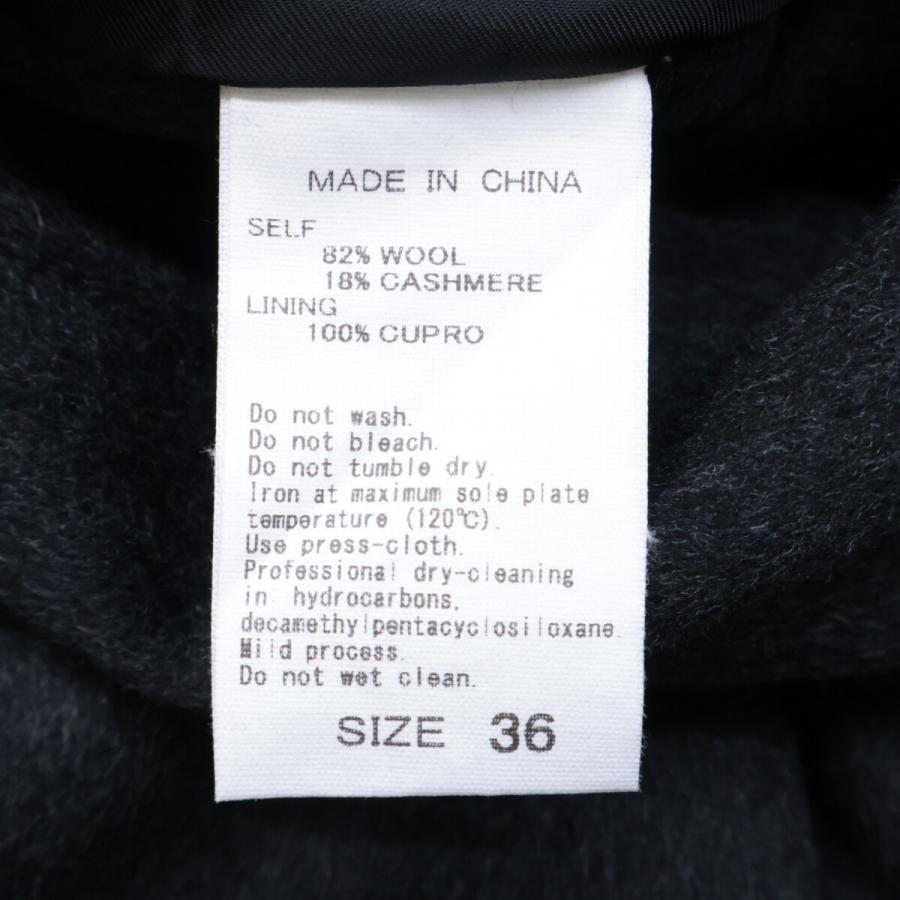 MADE IN CHINA
SELF
82% WOOL
18% CASHMERE
LINING
100% CUPRO
Do not wash.
Do not bleach.
Do not tumble dry.
Iron at maximum sole plate
temperature (120℃).
Use press-cloth.
Professional dry-cleaning
in hydrocarbons,
decamethylpentacyclosiloxane.
Mild process.
Do not wet clean.
SIZE 36